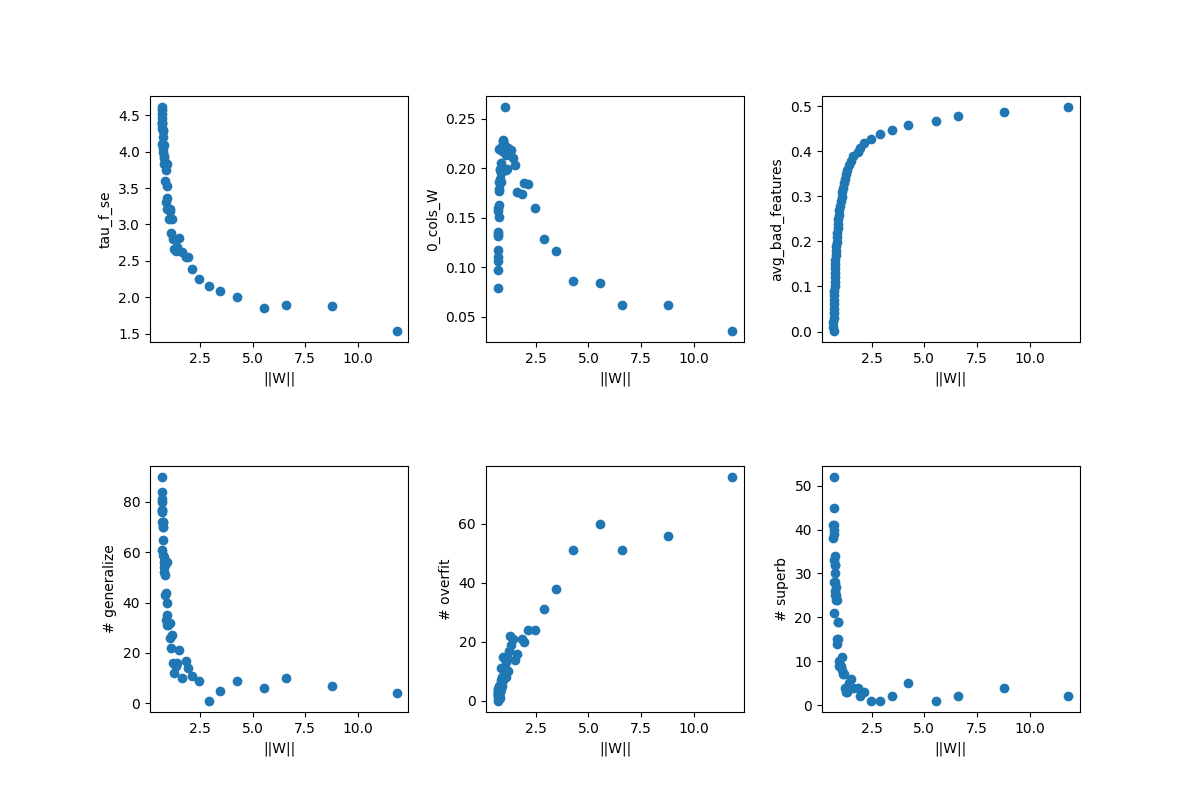 tau_f_se
4.5
4.0
3.5
3.0
2.5
2.0
1.5
2.5 5.0 7.5 10.0
||W||
0_cols_W
0.25
0.20
0.15
0.10
0.05
2.5 5.0 7.5 10.0
||W||
avg_bad_features
0.5
0.4
0.3
0.2
0.1
0.0
2.5 5.0 7.5 10.0
||W||
# generalize
80
60
40
20
0
2.5 5.0 7.5 10.0
||W||
# overfit
60
40
20
0
2.5 5.0 7.5 10.0
||W||
# superb
50
40
30
20
10
0
2.5 5.0 7.5 10.0
||W||